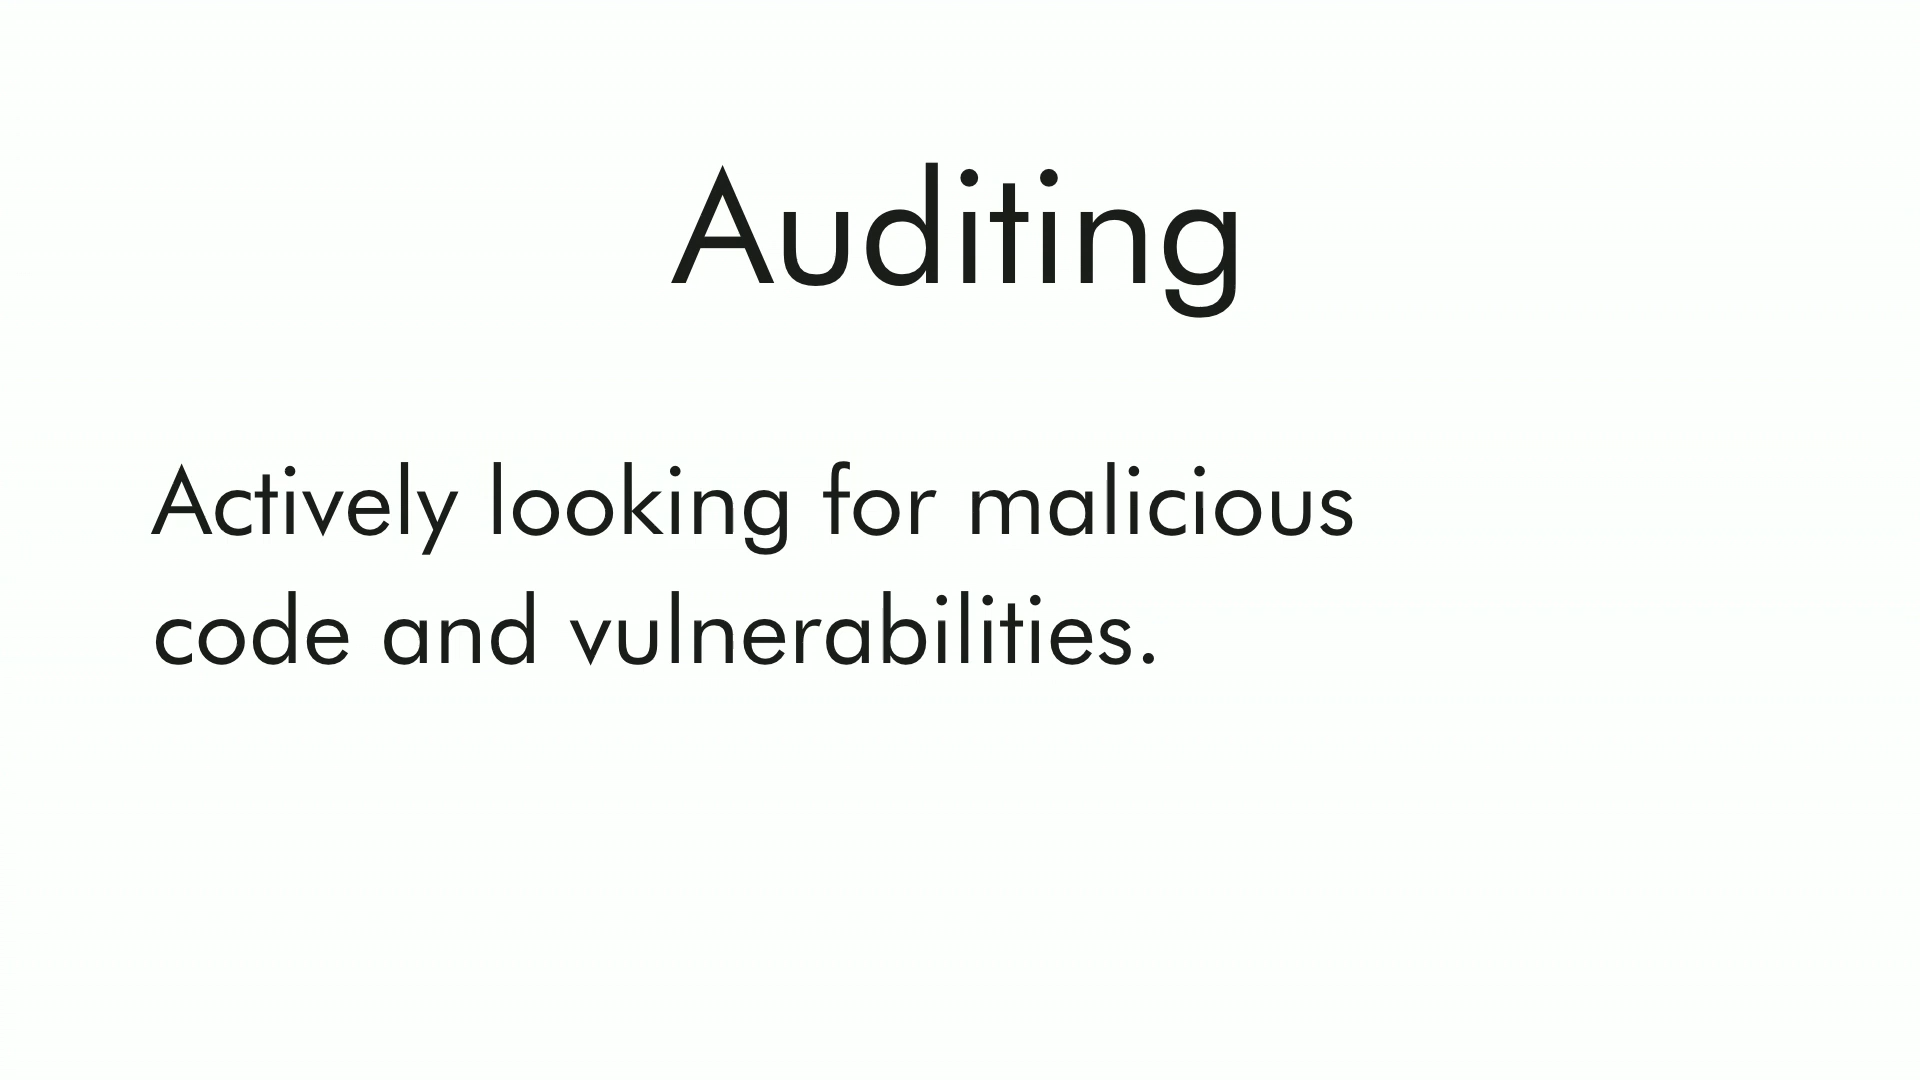 Auditing
Actively looking for malicious
code and vulnerabilities.